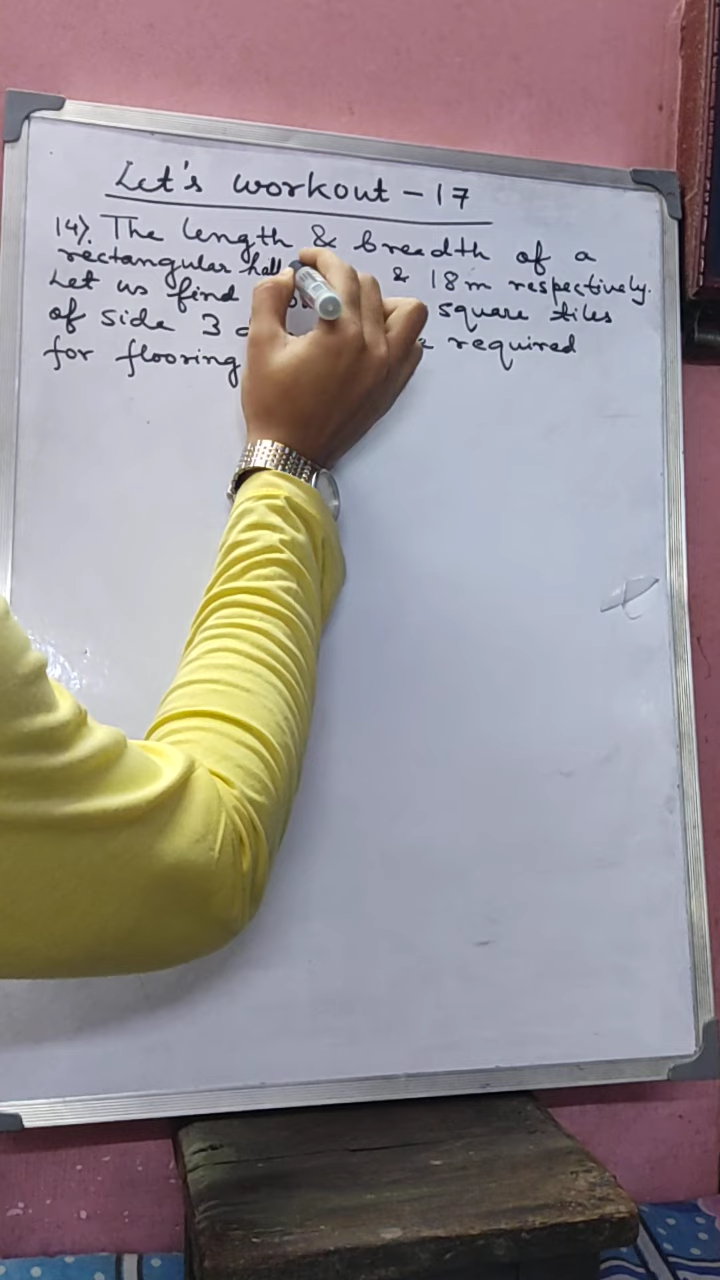 Let's workout - 17
14). The length & breadth of a
rectangular hall & 18m respectively.
Let us find square tiles
of side 3 required
for flooring